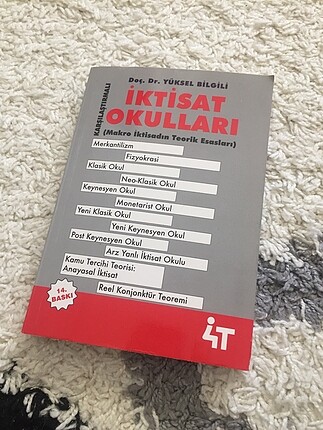 Doç. Dr. YÜKSEL BİLGİLİ
KARŞILAŞTIRMALI
İKTİSAT
OKULLARI
(Makro İktisadın Teorik Esasları)
Merkantilizm
Fizyokrasi
Klasik Okul
Neo-Klasik Okul
Keynesyen Okul
Monetarist Okul
Yeni Klasik Okul
Yeni Keynesyen Okul
Post Keynesyen Okul
Arz Yanlı İktisat Okulu
Kamu Tercihi Teorisi:
Anayasal İktisat
Reel Konjonktür Teoremi
14.
BASKI
4T